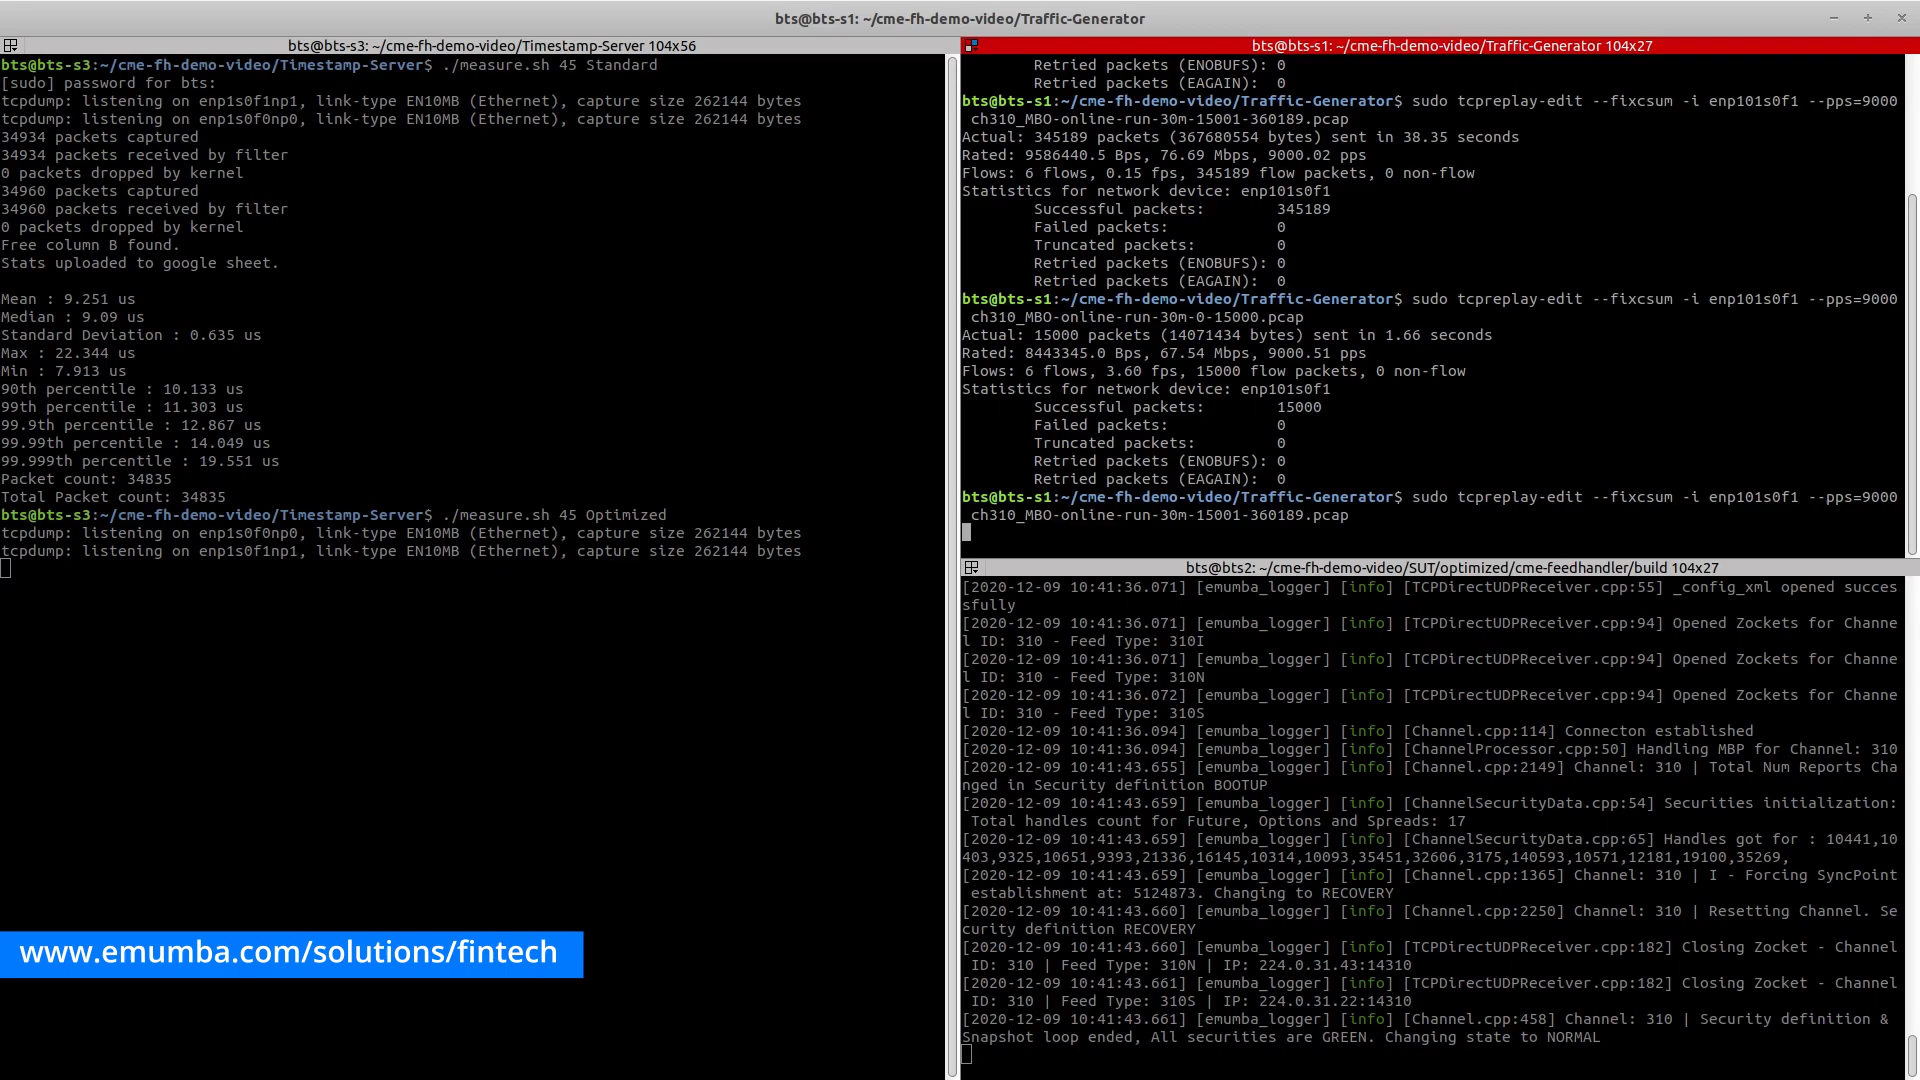 bts@bts-s1: ~/cme-fh-demo-video/Traffic-Generator
bts@bts-s3: ~/cme-fh-demo-video/Timestamp-Server 104x56
bts@bts-s3:~/cme-fh-demo-video/Timestamp-Server$ ./measure.sh 45 Standard
[sudo] password for bts:
tcpdump: listening on enp1s0f1np1, link-type EN10MB (Ethernet), capture size 262144 bytes
tcpdump: listening on enp1s0f0np0, link-type EN10MB (Ethernet), capture size 262144 bytes
34934 packets captured
34934 packets received by filter
0 packets dropped by kernel
34960 packets captured
34960 packets received by filter
0 packets dropped by kernel
Free column B found.
Stats uploaded to google sheet.
Mean : 9.251 us
Median : 9.09 us
Standard Deviation : 0.635 us
Max : 22.344 us
Min : 7.913 us
90th percentile : 10.133 us
99th percentile : 11.303 us
99.9th percentile : 12.867 us
99.99th percentile : 14.049 us
99.999th percentile : 19.551 us
Packet count: 34835
Total Packet count: 34835
bts@bts-s3:~/cme-fh-demo-video/Timestamp-Server$ ./measure.sh 45 Optimized
tcpdump: listening on enp1s0f0np0, link-type EN10MB (Ethernet), capture size 262144 bytes
tcpdump: listening on enp1s0f1np1, link-type EN10MB (Ethernet), capture size 262144 bytes
www.emumba.com/solutions/fintech
bts@bts-s1: ~/cme-fh-demo-video/Traffic-Generator 104x27
Retried packets (ENOBUFS): 0
Retried packets (EAGAIN): 0
bts@bts-s1:~/cme-fh-demo-video/Traffic-Generator$ sudo tcpreplay-edit --fixcsum -i enp101s0f1 --pps=9000
ch310_MBO-online-run-30m-15001-360189.pcap
Actual: 345189 packets (367680554 bytes) sent in 38.35 seconds
Rated: 9586440.5 Bps, 76.69 Mbps, 9000.02 pps
Flows: 6 flows, 0.15 fps, 345189 flow packets, 0 non-flow
Statistics for network device: enp101s0f1
Successful packets: 345189
Failed packets: 0
Truncated packets: 0
Retried packets (ENOBUFS): 0
Retried packets (EAGAIN): 0
bts@bts-s1:~/cme-fh-demo-video/Traffic-Generator$ sudo tcpreplay-edit --fixcsum -i enp101s0f1 --pps=9000
ch310_MBO-online-run-30m-0-15000.pcap
Actual: 15000 packets (14071434 bytes) sent in 1.66 seconds
Rated: 8443345.0 Bps, 67.54 Mbps, 9000.51 pps
Flows: 6 flows, 3.60 fps, 15000 flow packets, 0 non-flow
Statistics for network device: enp101s0f1
Successful packets: 15000
Failed packets: 0
Truncated packets: 0
Retried packets (ENOBUFS): 0
Retried packets (EAGAIN): 0
bts@bts-s1:~/cme-fh-demo-video/Traffic-Generator$ sudo tcpreplay-edit --fixcsum -i enp101s0f1 --pps=9000
ch310_MBO-online-run-30m-15001-360189.pcap
bts@bts2: ~/cme-fh-demo-video/SUT/optimized/cme-feedhandler/build 104x27
[2020-12-09 10:41:36.071] [emumba_logger] [info] [TCPDirectUDPReceiver.cpp:55] _config_xml opened succes
sfully
[2020-12-09 10:41:36.071] [emumba_logger] [info] [TCPDirectUDPReceiver.cpp:94] Opened Zockets for Channe
l ID: 310 - Feed Type: 310I
[2020-12-09 10:41:36.071] [emumba_logger] [info] [TCPDirectUDPReceiver.cpp:94] Opened Zockets for Channe
l ID: 310 - Feed Type: 310N
[2020-12-09 10:41:36.072] [emumba_logger] [info] [TCPDirectUDPReceiver.cpp:94] Opened Zockets for Channe
l ID: 310 - Feed Type: 310S
[2020-12-09 10:41:36.094] [emumba_logger] [info] [Channel.cpp:114] Connecton established
[2020-12-09 10:41:36.094] [emumba_logger] [info] [ChannelProcessor.cpp:50] Handling MBP for Channel: 310
[2020-12-09 10:41:43.655] [emumba_logger] [info] [Channel.cpp:2149] Channel: 310 | Total Num Reports Cha
nged in Security definition BOOTUP
[2020-12-09 10:41:43.659] [emumba_logger] [info] [ChannelSecurityData.cpp:54] Securities initialization:
Total handles count for Future, Options and Spreads: 17
[2020-12-09 10:41:43.659] [emumba_logger] [info] [ChannelSecurityData.cpp:65] Handles got for : 10441,10
403,9325,10651,9393,21336,16145,10314,10093,35451,32606,3175,140593,10571,12181,19100,35269,
[2020-12-09 10:41:43.659] [emumba_logger] [info] [Channel.cpp:1365] Channel: 310 | I - Forcing SyncPoint
establishment at: 5124873. Changing to RECOVERY
[2020-12-09 10:41:43.660] [emumba_logger] [info] [Channel.cpp:2250] Channel: 310 | Resetting Channel. Se
curity definition RECOVERY
[2020-12-09 10:41:43.660] [emumba_logger] [info] [TCPDirectUDPReceiver.cpp:182] Closing Zocket - Channel
ID: 310 | Feed Type: 310N | IP: 224.0.31.43:14310
[2020-12-09 10:41:43.661] [emumba_logger] [info] [TCPDirectUDPReceiver.cpp:182] Closing Zocket - Channel
ID: 310 | Feed Type: 310S | IP: 224.0.31.22:14310
[2020-12-09 10:41:43.661] [emumba_logger] [info] [Channel.cpp:458] Channel: 310 | Security definition &
Snapshot loop ended, All securities are GREEN. Changing state to NORMAL